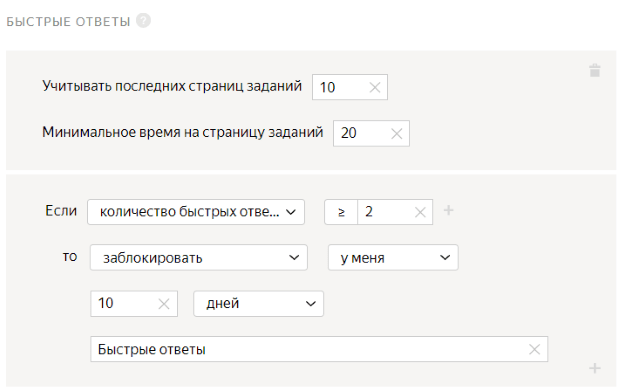 БЫСТРЫЕ ОТВЕТЫ ?
Учитывать последних страниц заданий 10
Минимальное время на страницу заданий 20
Если количество быстрых отве... ≥ 2
то заблокировать у меня
10 дней
Быстрые ответы